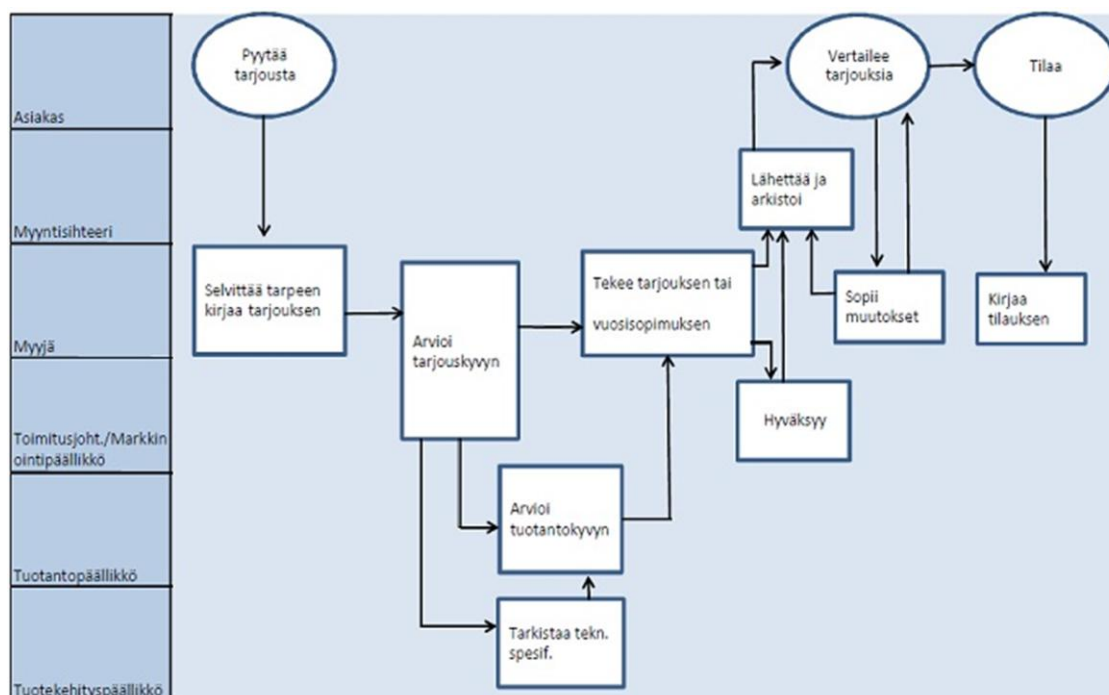 Pyytää
tarjousta
Vertailee
tarjouksia
Tilaa
Asiakas
Lähettää ja
arkistoi
Myyntisihteeri
Selvittää tarpeen
kirjaa tarjouksen
Arvioi
tarjouskyvyn
Tekee tarjouksen tai
vuosisopimuksen
Sopii
muutokset
Kirjaa
tilauksen
Myyjä
Hyväksyy
Toimitusjoht./Markkin
ointipäällikkö
Arvioi
tuotantokyvyn
Tuotantopäällikkö
Tarkistaa tekn.
spesif.
Tuotekehityspäällikkö